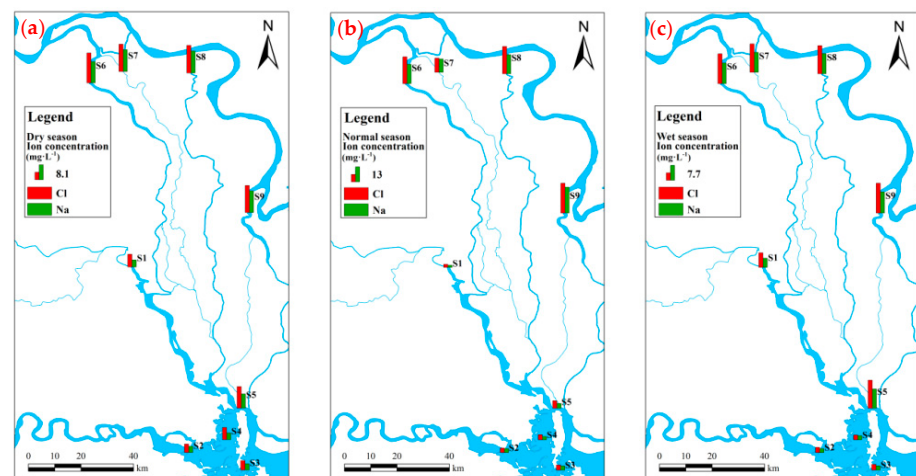 (a)
N
S6
S7
S8
Legend
Dry season
Ion concentration
(mg·L⁻¹)
8.1
Cl
Na
S9
S1
S5
S4
S2
S3
0 10 20 40
km
(b)
N
S6
S7
S8
Legend
Normal season
Ion concentration
(mg·L⁻¹)
13
Cl
Na
S9
S1
S5
S4
S2
S3
0 10 20 40
km
(c)
N
S6
S7
S8
Legend
Wet season
Ion concentration
(mg·L⁻¹)
7.7
Cl
Na
S9
S1
S5
S4
S2
S3
0 10 20 40
km